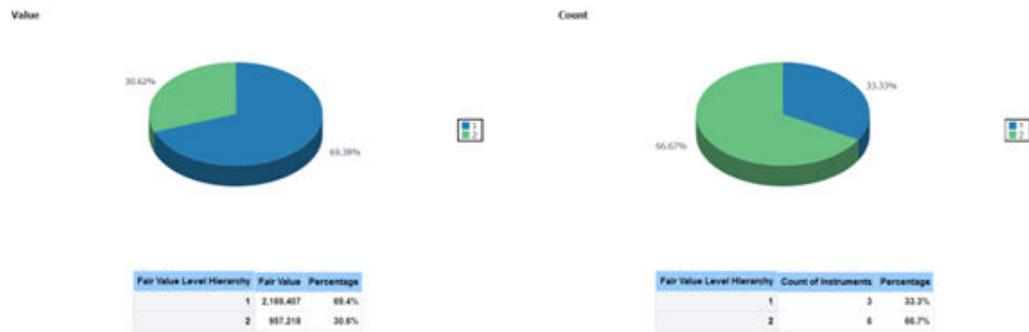 Value
Count
30.62%
69.38%
1
2
33.33%
66.67%
1
2
Fair Value Level Hierarchy Fair Value Percentage
1 2,169,407 69.4%
2 957,218 30.6%
Fair Value Level Hierarchy Count of Instruments Percentage
1 3 33.3%
2 6 66.7%